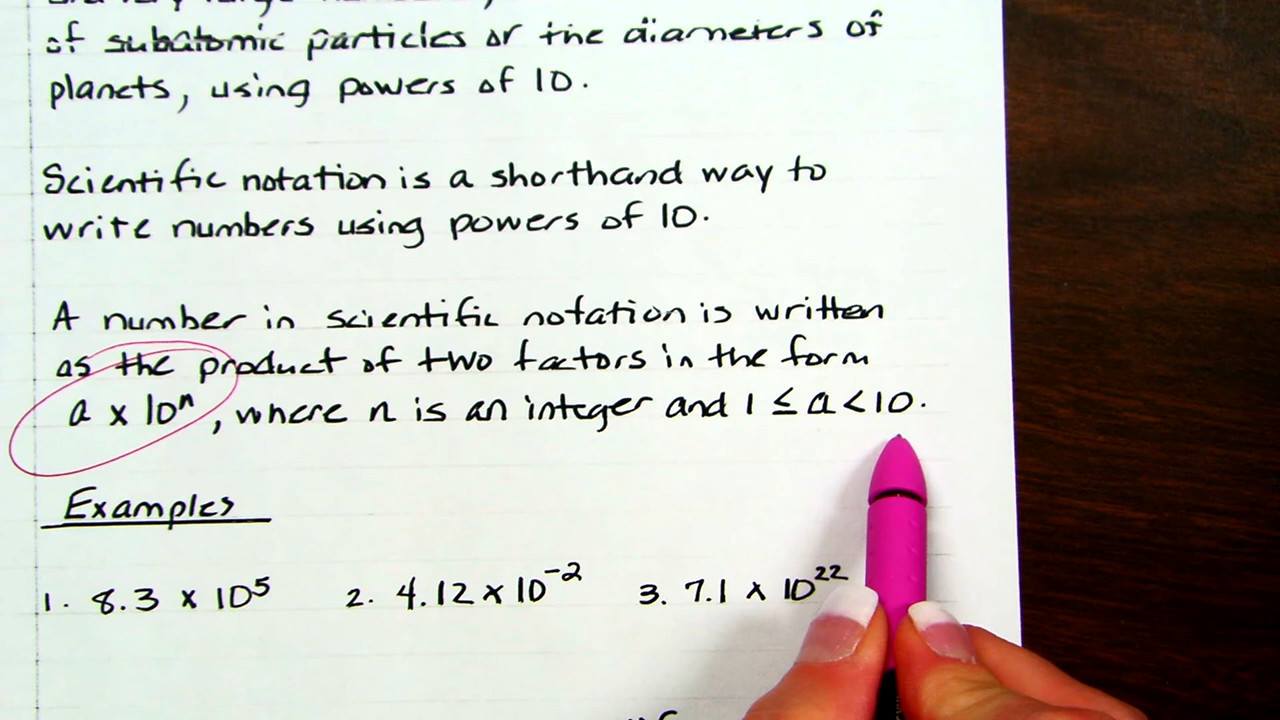 of subatomic particles or the diameters of
planets, using powers of 10.
Scientific notation is a shorthand way to
write numbers using powers of 10.
A number in scientific notation is written
as the product of two factors in the form
a x 10ⁿ, where n is an integer and 1 ≤ a < 10.
Examples
1. 8.3 x 10⁵ 2. 4.12 x 10⁻² 3. 7.1 x 10²²